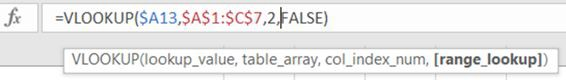 fx =VLOOKUP($A13,$A$1:$C$7,2,FALSE)
VLOOKUP(lookup_value, table_array, col_index_num, [range_lookup])